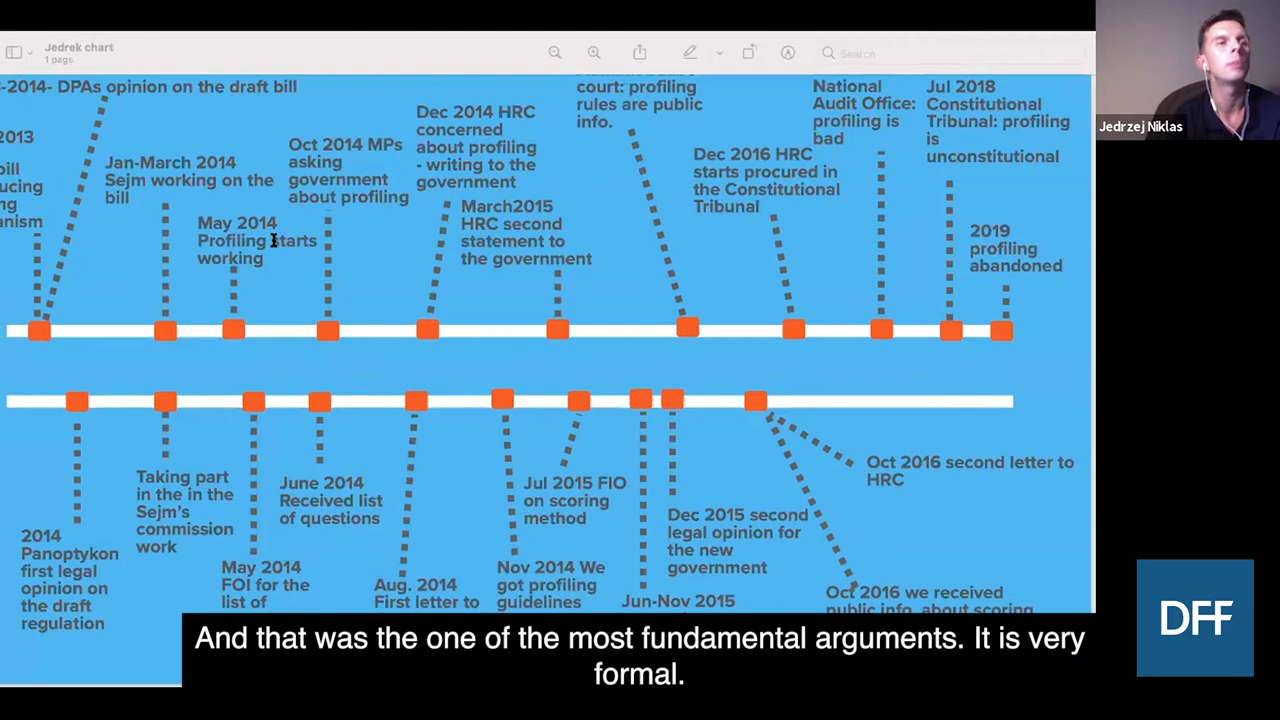 Jedrek chart
1 page
Search
Jedrzej Niklas
-2014- DPAs opinion on the draft bill
2013
bill
ucing
ng
anism
Jan-March 2014
Sejm working on the
bill
May 2014
Profiling starts
working
Oct 2014 MPs
asking
government
about profiling
Dec 2014 HRC
concerned
about profiling
- writing to the
government
March2015
HRC second
statement to
the government
court: profiling
rules are public
info.
Dec 2016 HRC
starts procured in
the Constitutional
Tribunal
National
Audit Office:
profiling is
bad
Jul 2018
Constitutional
Tribunal: profiling
is
unconstitutional
2019
profiling
abandoned
2014
Panoptykon
first legal
opinion on
the draft
regulation
Taking part
in the in the
Sejm's
commission
work
May 2014
FOI for the
list of
June 2014
Received list
of questions
Aug. 2014
First letter to
Nov 2014 We
got profiling
guidelines
Jul 2015 FIO
on scoring
method
Jun-Nov 2015
Dec 2015 second
legal opinion for
the new
government
Oct 2016 second letter to
HRC
Oct 2016 we received
public info. about scoring
DFF
And that was the one of the most fundamental arguments. It is very
formal.